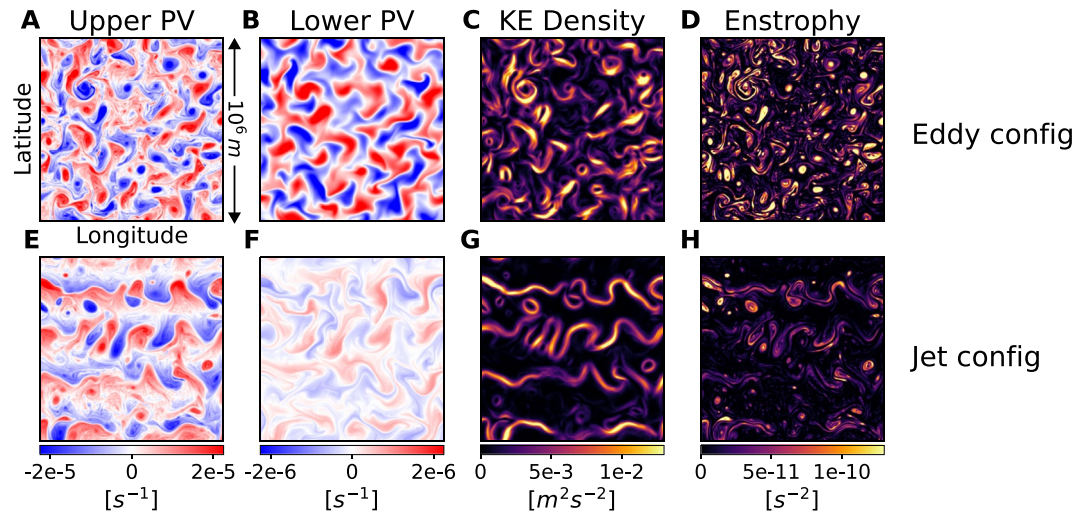 A Upper PV
B Lower PV
C KE Density
D Enstrophy
Latitude
10⁶ m
Eddy config
Longitude
E
F
G
H
Jet config
-2e-5 0 2e-5
-2e-6 0 2e-6
0 5e-3 1e-2
0 5e-11 1e-10
[s⁻¹]
[s⁻¹]
[m²s⁻²]
[s⁻²]